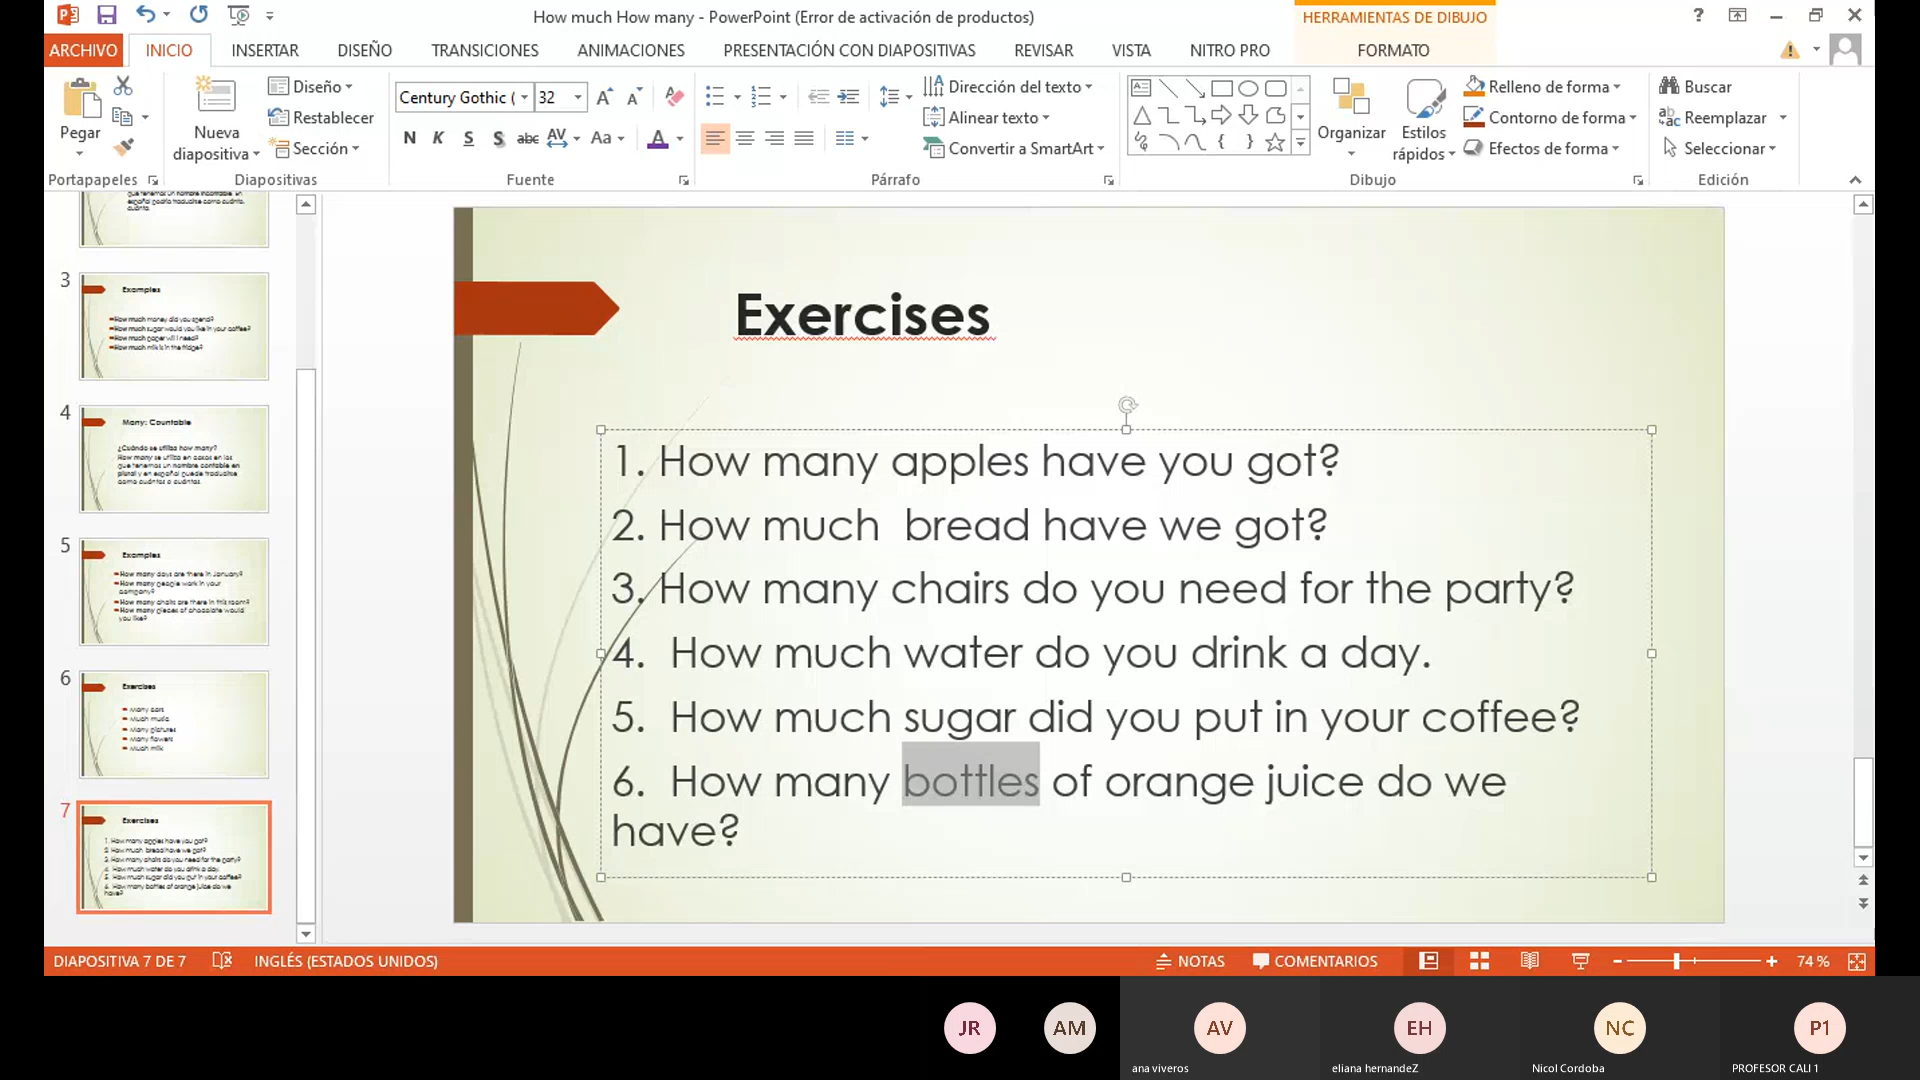 How much How many - PowerPoint (Error de activación de productos)
HERRAMIENTAS DE DIBUJO
ARCHIVO INICIO INSERTAR DISEÑO TRANSICIONES ANIMACIONES PRESENTACIÓN CON DIAPOSITIVAS REVISAR VISTA NITRO PRO FORMATO
Pegar
Nueva diapositiva
Diseño
Restablecer
Sección
Century Gothic ( 32
N K S S abc AV Aa A
Dirección del texto
Alinear texto
Convertir a SmartArt
Organizar
Estilos rápidos
Relleno de forma
Contorno de forma
Efectos de forma
Buscar
Reemplazar
Seleccionar
Portapapeles Diapositivas Fuente Párrafo Dibujo Edición
3
Examples
How much money did you spend?
How much sugar would you like in your coffee?
How much paper will I need?
How much milk is in the fridge?
4
Many: Countable
¿Cuándo se utiliza how many?
How many se utiliza en casos en los
que tenemos un nombre contable en
plural y en español puede traducirse
como cuántos o cuántas.
5
Examples
How many days are there in January?
How many people work in your
company?
How many chairs are there in this room?
How many pieces of chocolate would
you like?
6
Exercises
Many cars
Much music
Many pictures
Many flowers
Much milk
7
Exercises
1. How many apples have you got?
2. How much  bread have we got?
3. How many chairs do you need for the party?
4.  How much water do you drink a day.
5.  How much sugar did you put in your coffee?
6.  How many bottles of orange juice do we
have?
Exercises
1. How many apples have you got?
2. How much  bread have we got?
3. How many chairs do you need for the party?
4.  How much water do you drink a day.
5.  How much sugar did you put in your coffee?
6.  How many bottles of orange juice do we
have?
DIAPOSITIVA 7 DE 7 INGLÉS (ESTADOS UNIDOS) NOTAS COMENTARIOS 74 %
JR AM AV EH NC P1
ana viveros eliana hernandeZ Nicol Cordoba PROFESOR CALI 1